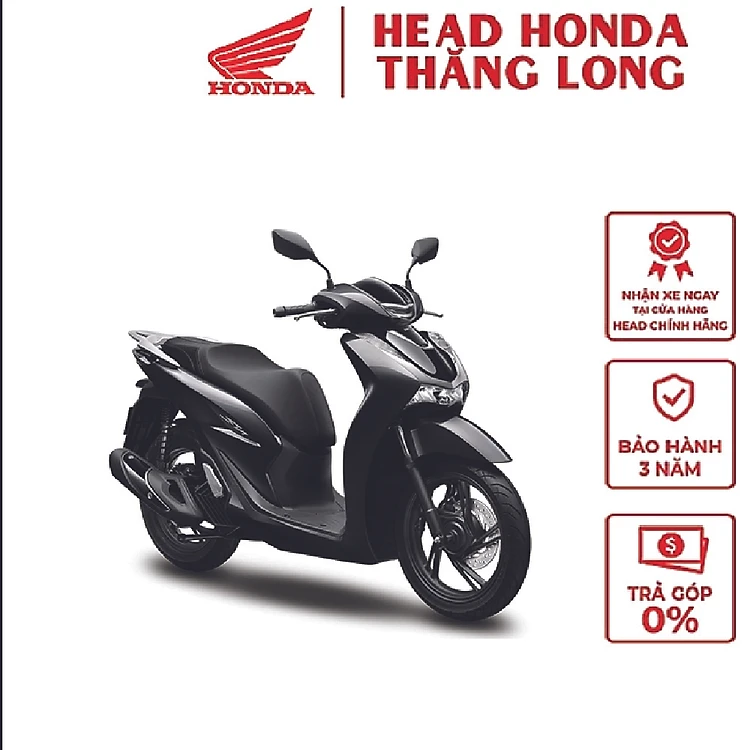 HONDA
HEAD HONDA
THĂNG LONG
NHẬN XE NGAY
TẠI CỬA HÀNG
HEAD CHÍNH HÃNG
BẢO HÀNH
3 NĂM
$
TRẢ GÓP
0%